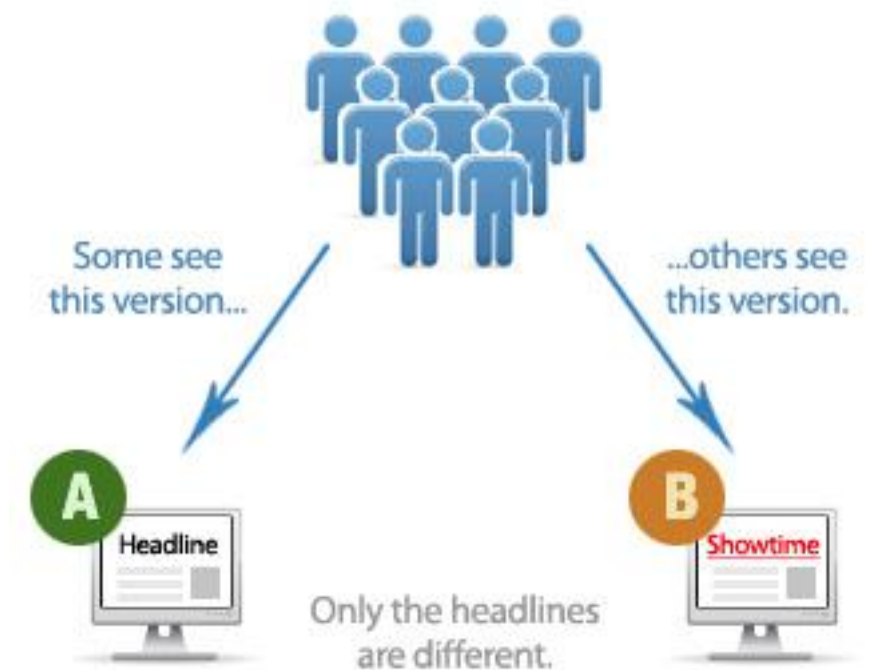 Some see
this version...
...others see
this version.
A
Headline
B
Showtime
Only the headlines
are different.